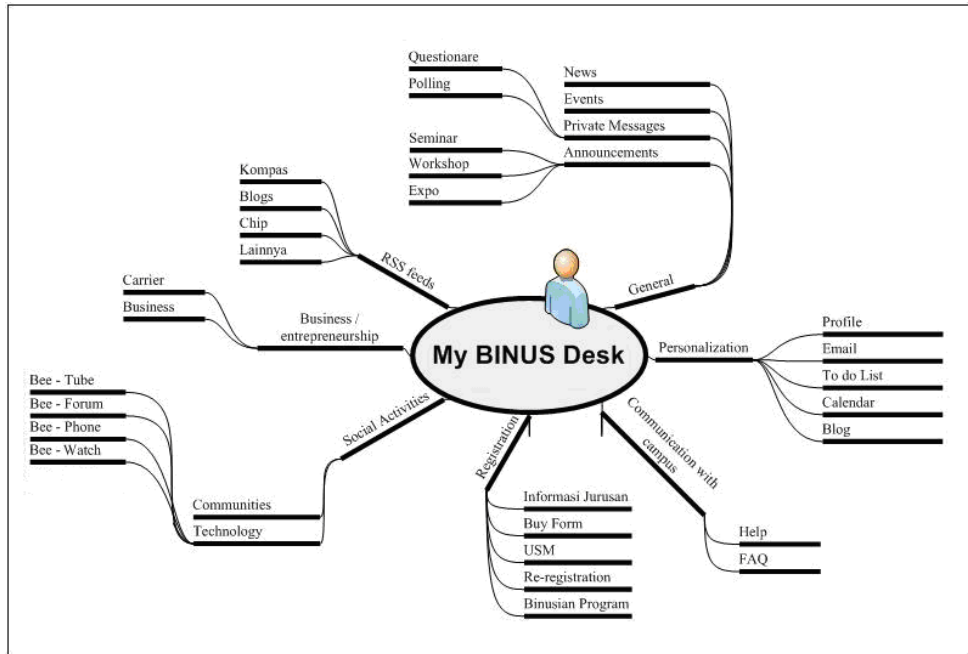 Questionare
Polling
News
Events
Private Messages
Announcements
Seminar
Workshop
Expo
Kompas
Blogs
Chip
Lainnya
RSS feeds
General
Carrier
Business
Business /
entrepreneurship
My BINUS Desk
Personalization
Profile
Email
To do List
Calendar
Blog
Bee - Tube
Bee - Forum
Bee - Phone
Bee - Watch
Social Activities
Communities
Technology
Registration
Informasi Jurusan
Buy Form
USM
Re-registration
Binusian Program
Communication with
campus
Help
FAQ